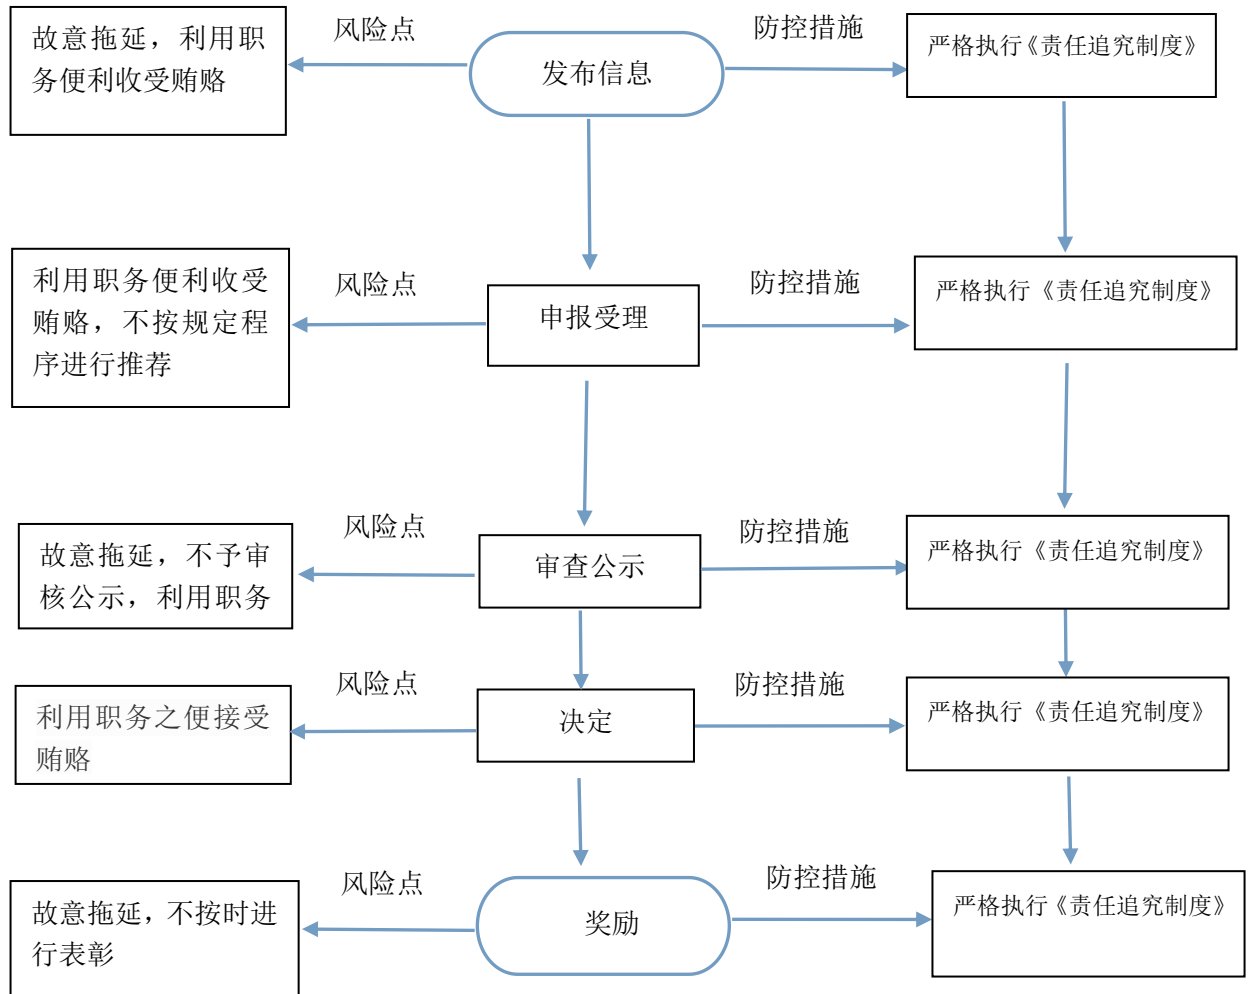 故意拖延，利用职
务便利收受贿赂
风险点
发布信息
防控措施
严格执行《责任追究制度》
利用职务便利收受
贿赂，不按规定程
序进行推荐
风险点
申报受理
防控措施
严格执行《责任追究制度》
故意拖延，不予审
核公示，利用职务
风险点
审查公示
防控措施
严格执行《责任追究制度》
利用职务之便接受
贿赂
风险点
决定
防控措施
严格执行《责任追究制度》
故意拖延，不按时进
行表彰
风险点
奖励
防控措施
严格执行《责任追究制度》